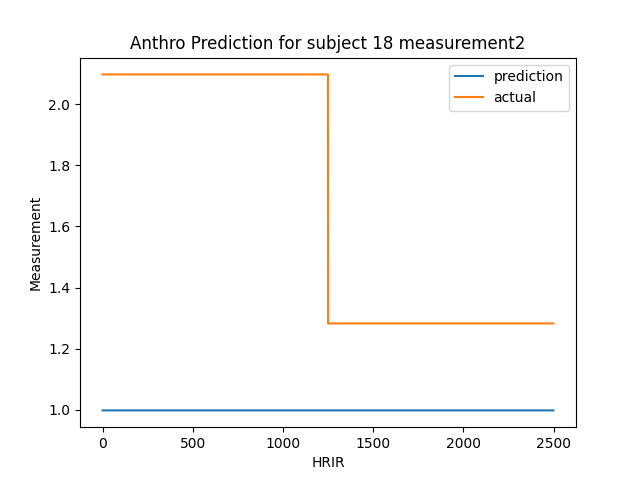 Anthro Prediction for subject 18 measurement2
prediction
actual
2.0
1.8
1.6
1.4
1.2
1.0
Measurement
0 500 1000 1500 2000 2500
HRIR